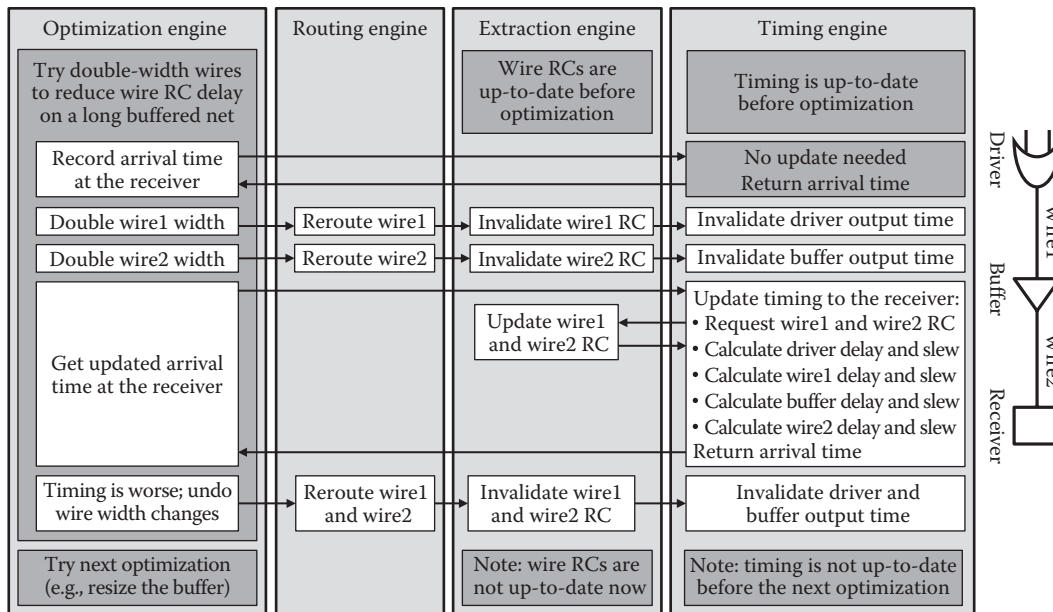 Optimization engine
Try double-width wires
to reduce wire RC delay
on a long buffered net
Record arrival time
at the receiver
Double wire1 width
Double wire2 width
Get updated arrival
time at the receiver
Timing is worse; undo
wire width changes
Try next optimization
(e.g., resize the buffer)
Routing engine
Reroute wire1
Reroute wire2
Reroute wire1
and wire2
Extraction engine
Wire RCs are
up-to-date before
optimization
Invalidate wire1 RC
Invalidate wire2 RC
Update wire1
and wire2 RC
Invalidate wire1
and wire2 RC
Note: wire RCs are
not up-to-date now
Timing engine
Timing is up-to-date
before optimization
No update needed
Return arrival time
Invalidate driver output time
Invalidate buffer output time
Update timing to the receiver:
• Request wire1 and wire2 RC
• Calculate driver delay and slew
• Calculate wire1 delay and slew
• Calculate buffer delay and slew
• Calculate wire2 delay and slew
Return arrival time
Invalidate driver and
buffer output time
Note: timing is not up-to-date
before the next optimization
Driver
Buffer
Receiver
wire1
wire2